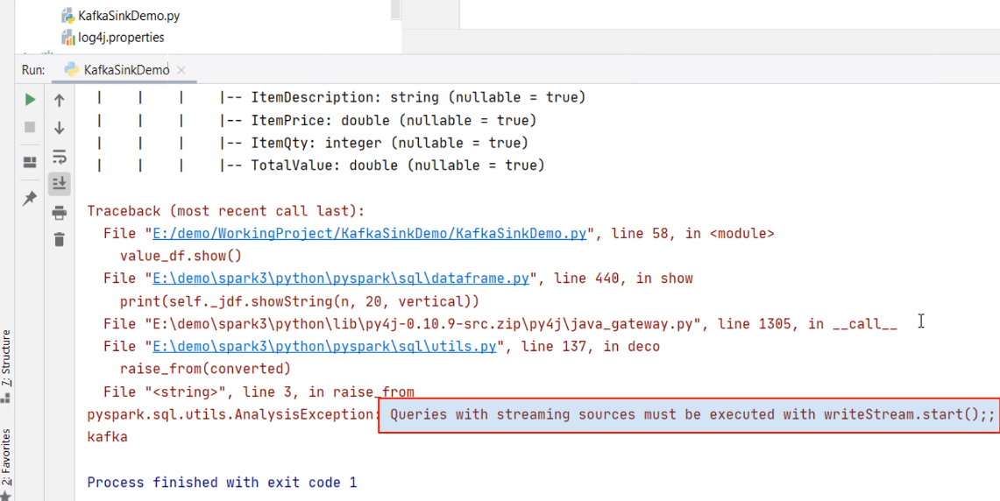 KafkaSinkDemo.py
log4j.properties
Run: KafkaSinkDemo ×
| | | |-- ItemDescription: string (nullable = true)
| | | |-- ItemPrice: double (nullable = true)
| | | |-- ItemQty: integer (nullable = true)
| | | |-- TotalValue: double (nullable = true)
Traceback (most recent call last):
File "E:/demo/WorkingProject/KafkaSinkDemo/KafkaSinkDemo.py", line 58, in <module>
value_df.show()
File "E:\demo\spark3\python\pyspark\sql\dataframe.py", line 440, in show
print(self._jdf.showString(n, 20, vertical))
File "E:\demo\spark3\python\lib\py4j-0.10.9-src.zip\py4j\java_gateway.py", line 1305, in __call__
File "E:\demo\spark3\python\pyspark\sql\utils.py", line 137, in deco
raise_from(converted)
File "<string>", line 3, in raise_from
pyspark.sql.utils.AnalysisException: Queries with streaming sources must be executed with writeStream.start();;
kafka
Process finished with exit code 1
7: Structure
2: Favorites